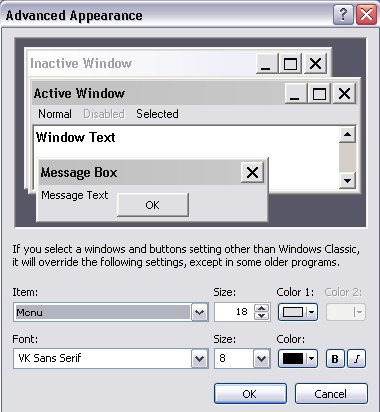 Advanced Appearance
Inactive Window
Active Window
Normal Disabled Selected
Window Text
Message Box
Message Text
OK
If you select a windows and buttons setting other than Windows Classic,
it will override the following settings, except in some older programs.
Item: Size: Color 1: Color 2:
Menu 18
Font: Size: Color:
VK Sans Serif 8 B I
OK Cancel